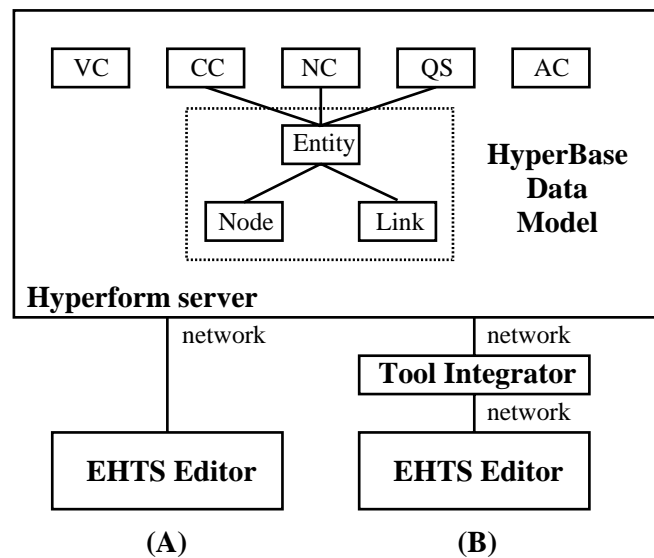 VC CC NC QS AC
Entity
HyperBase
Data
Model
Node Link
Hyperform server
network network
Tool Integrator
network
EHTS Editor EHTS Editor
(A) (B)